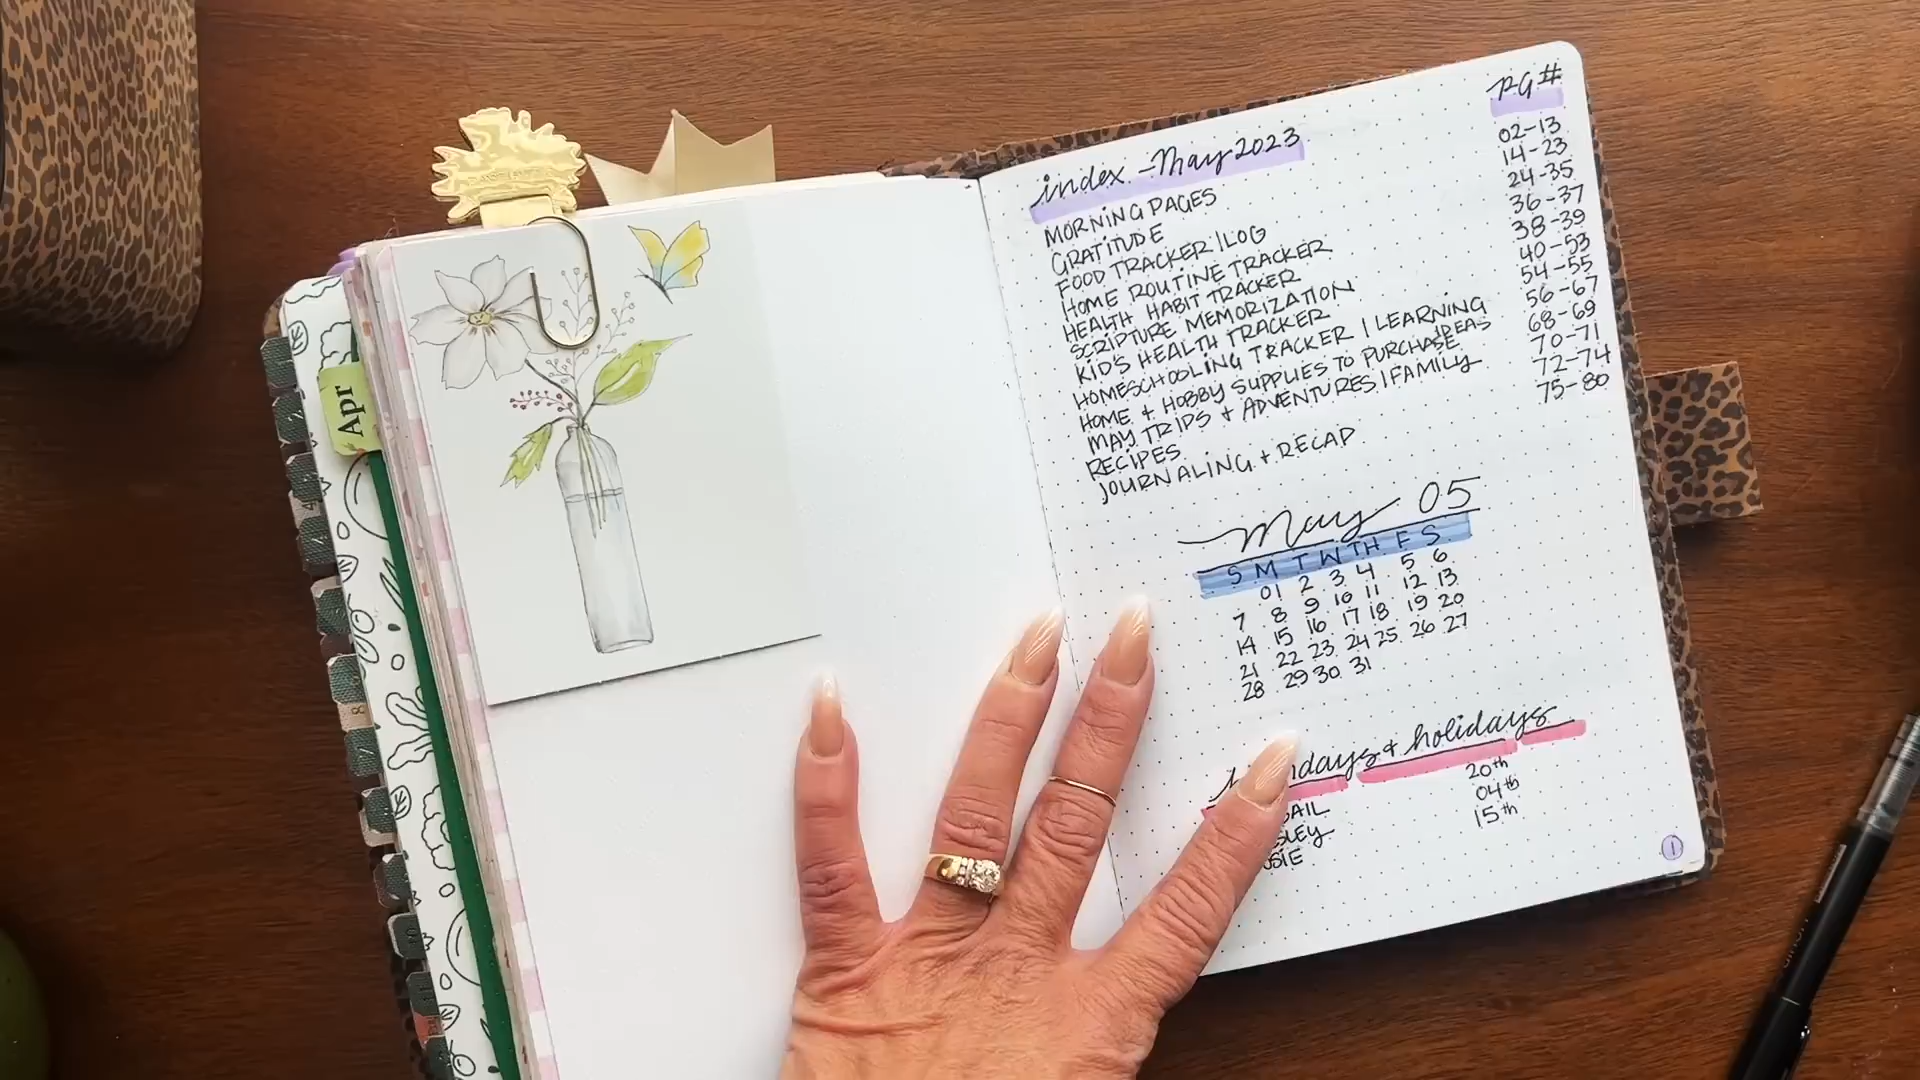 Apr
index - May 2023 PG #
MORNING PAGES 02-13
GRATITUDE 14-23
FOOD TRACKER | LOG 24-35
HOME ROUTINE TRACKER 36-37
HEALTH HABIT TRACKER 38-39
SCRIPTURE MEMORIZATION 40-53
KID'S HEALTH TRACKER 54-55
HOMESCHOOLING TRACKER | LEARNING IDEAS 56-67
HOME + HOBBY SUPPLIES TO PURCHASE 68-69
MAY TRIPS + ADVENTURES | FAMILY 70-71
RECIPES 72-74
JOURNALING + RECAP 75-80
May 05
S M T W TH F S
01 2 3 4 5 6
7 8 9 10 11 12 13
14 15 16 17 18 19 20
21 22 23 24 25 26 27
28 29 30 31
& holidays
20th
04th
15th
1